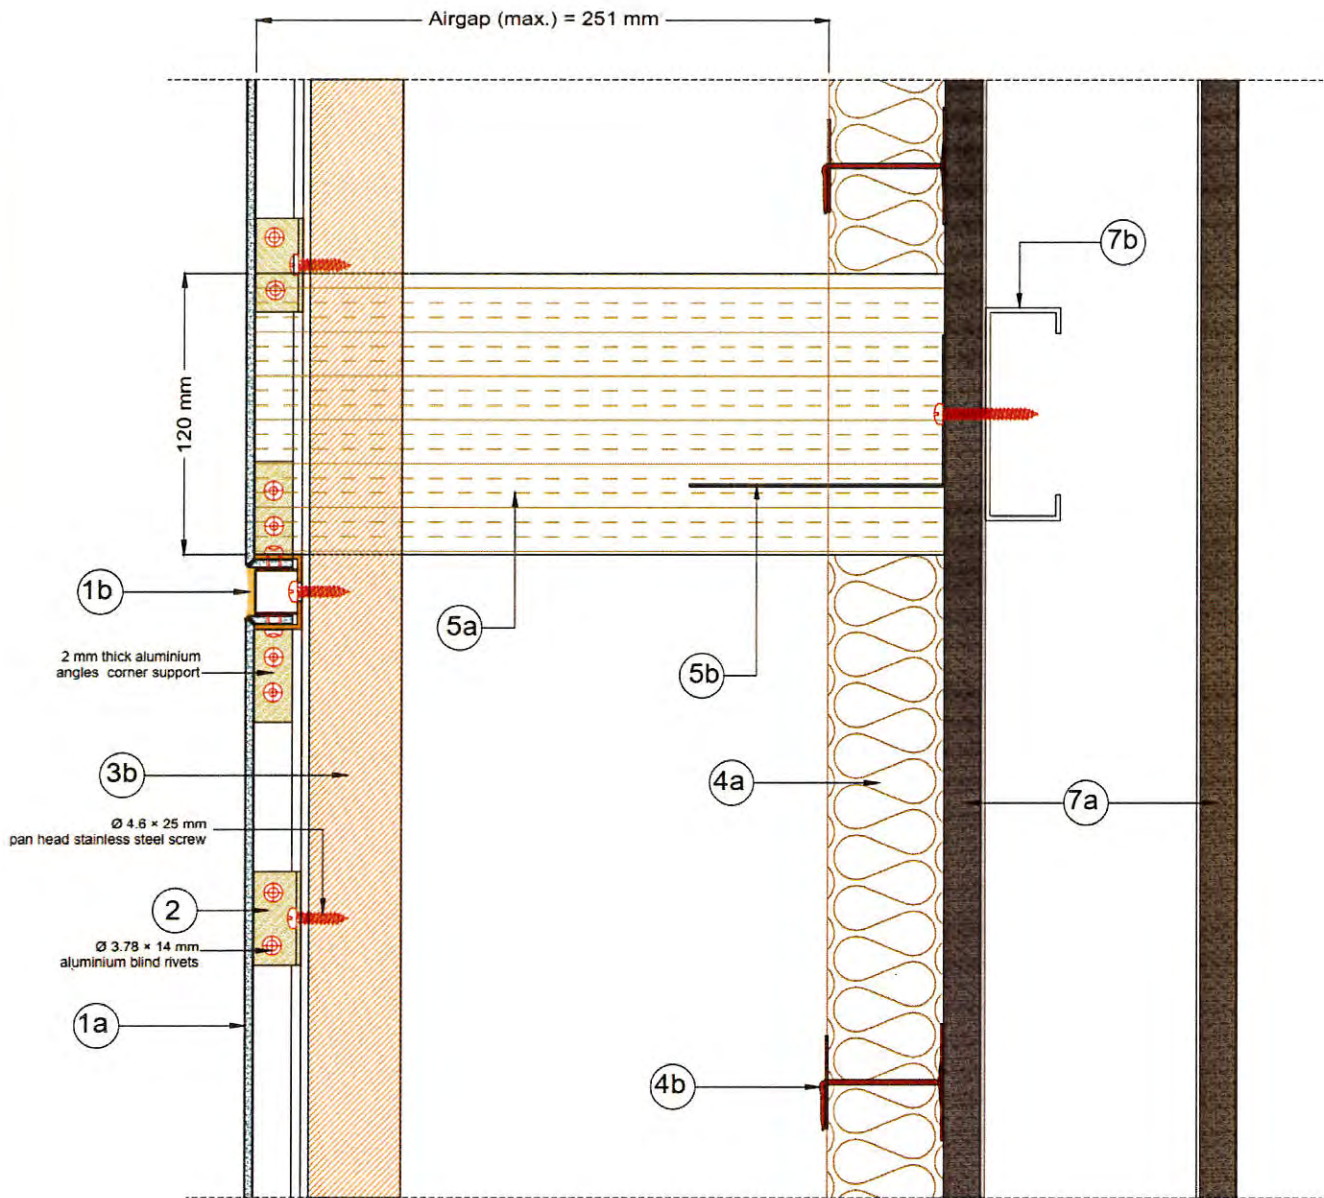 Airgap (max.) = 251 mm
7b
120 mm
1b
5a
5b
2 mm thick aluminium
angles corner support
3b
4a
7a
Ø 4.6 × 25 mm
pan head stainless steel screw
2
Ø 3.78 × 14 mm
aluminium blind rivets
1a
4b